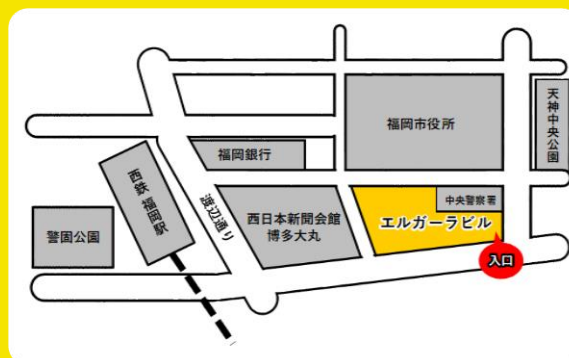 福岡市役所
天神中央公園
福岡銀行
西鉄 福岡駅
渡辺通り
西日本新聞会館
博多大丸
中央警察署
エルガーラビル
警固公園
入口